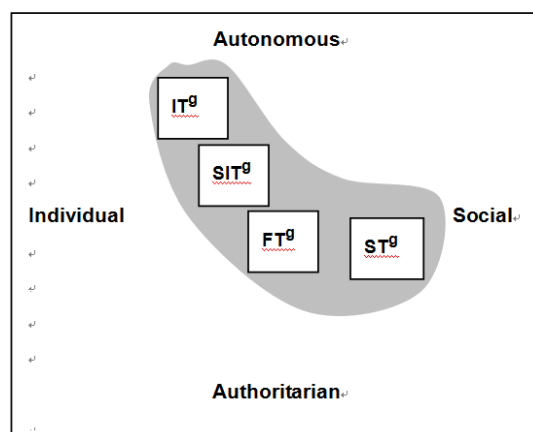 Autonomous
IT^g
SIT^g
Individual
Social
FT^g
ST^g
Authoritarian